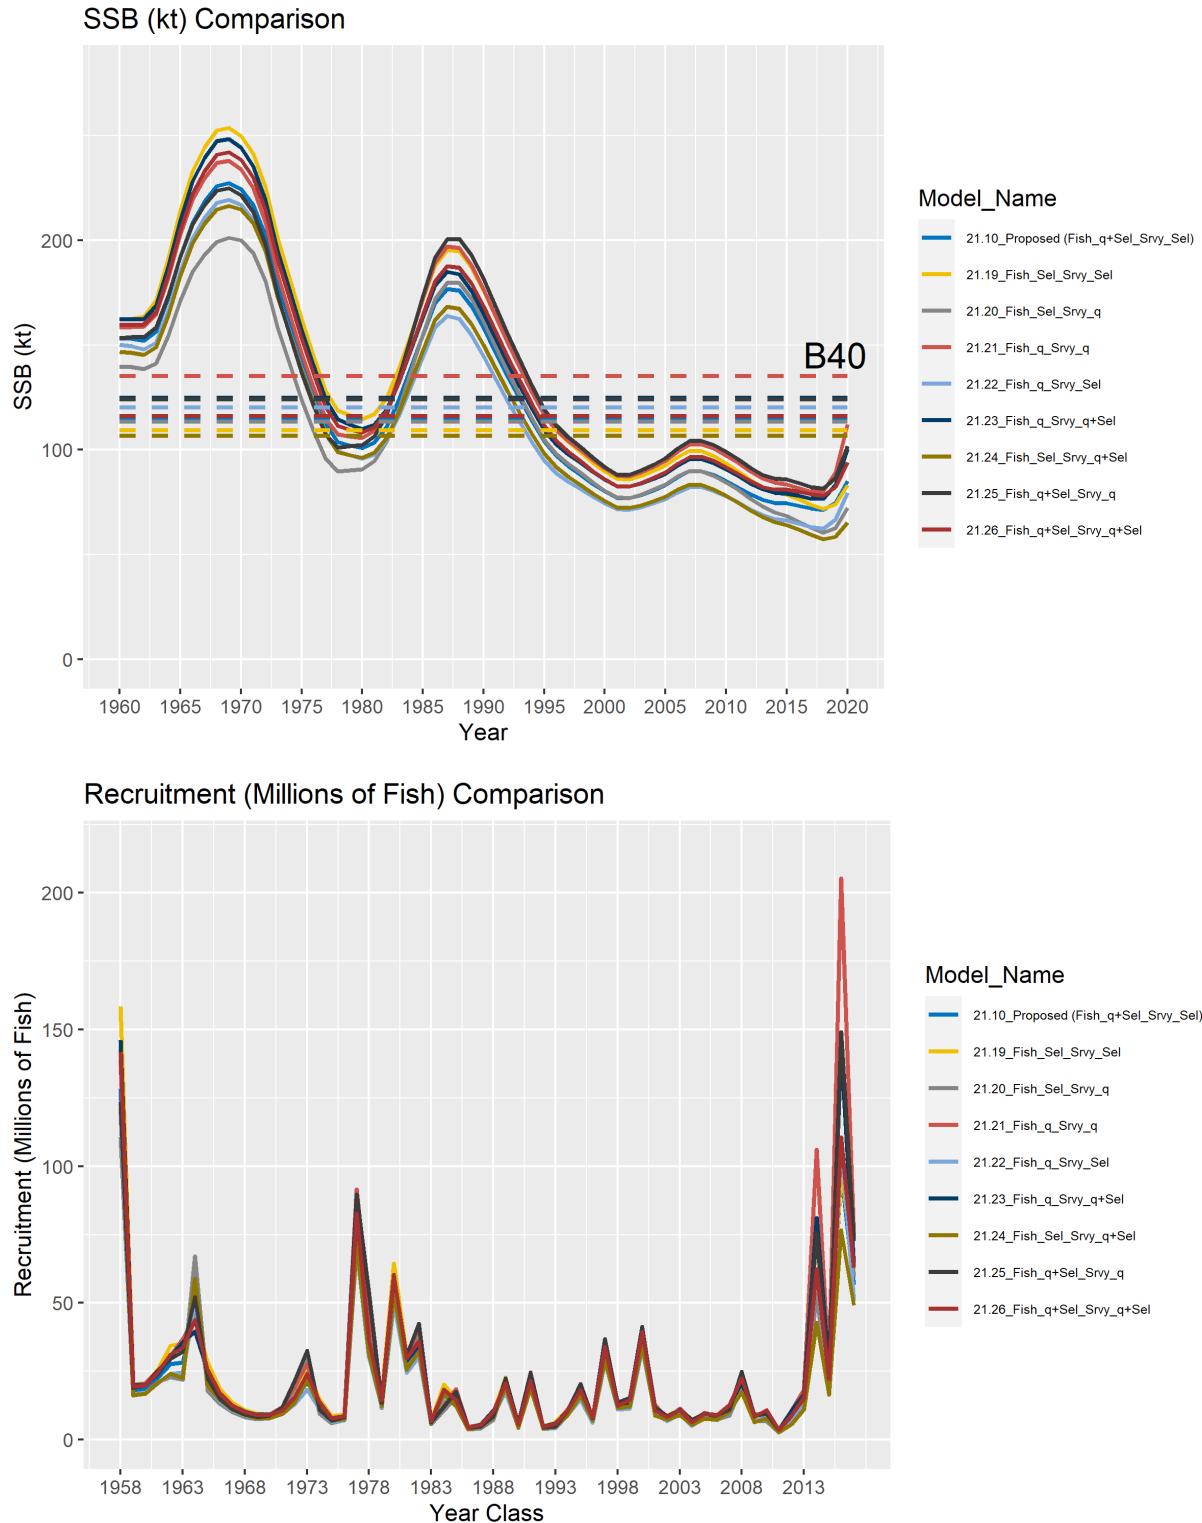 SSB (kt) Comparison
200
100
0
SSB (kt)
B40
1960 1965 1970 1975 1980 1985 1990 1995 2000 2005 2010 2015 2020
Year
Model_Name
21.10_Proposed (Fish_q+Sel_Srvy_Sel)
21.19_Fish_Sel_Srvy_Sel
21.20_Fish_Sel_Srvy_q
21.21_Fish_q_Srvy_q
21.22_Fish_q_Srvy_Sel
21.23_Fish_q_Srvy_q+Sel
21.24_Fish_Sel_Srvy_q+Sel
21.25_Fish_q+Sel_Srvy_q
21.26_Fish_q+Sel_Srvy_q+Sel
Recruitment (Millions of Fish) Comparison
200
150
100
50
0
Recruitment (Millions of Fish)
1958 1963 1968 1973 1978 1983 1988 1993 1998 2003 2008 2013
Year Class
Model_Name
21.10_Proposed (Fish_q+Sel_Srvy_Sel)
21.19_Fish_Sel_Srvy_Sel
21.20_Fish_Sel_Srvy_q
21.21_Fish_q_Srvy_q
21.22_Fish_q_Srvy_Sel
21.23_Fish_q_Srvy_q+Sel
21.24_Fish_Sel_Srvy_q+Sel
21.25_Fish_q+Sel_Srvy_q
21.26_Fish_q+Sel_Srvy_q+Sel